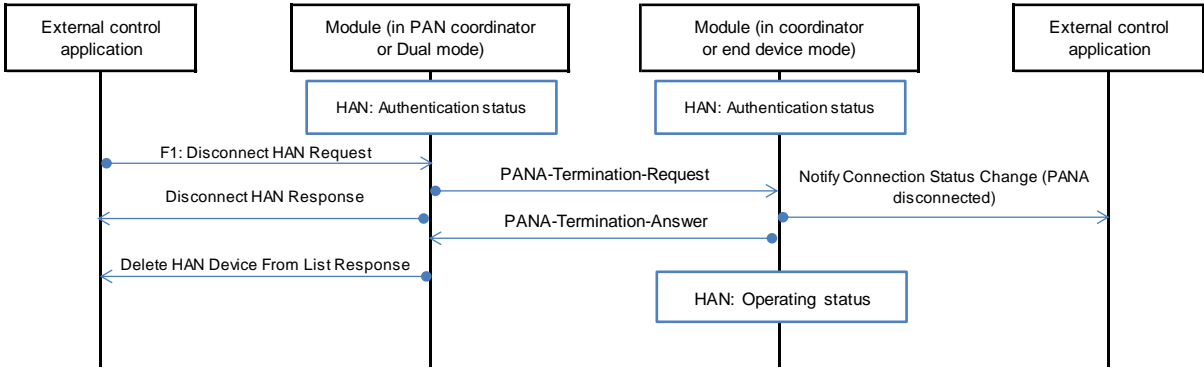 External control
application
Module (in PAN coordinator
or Dual mode)
Module (in coordinator
or end device mode)
External control
application
HAN: Authentication status
HAN: Authentication status
F1: Disconnect HAN Request
PANA-Termination-Request
Notify Connection Status Change (PANA
disconnected)
Disconnect HAN Response
PANA-Termination-Answer
Delete HAN Device From List Response
HAN: Operating status